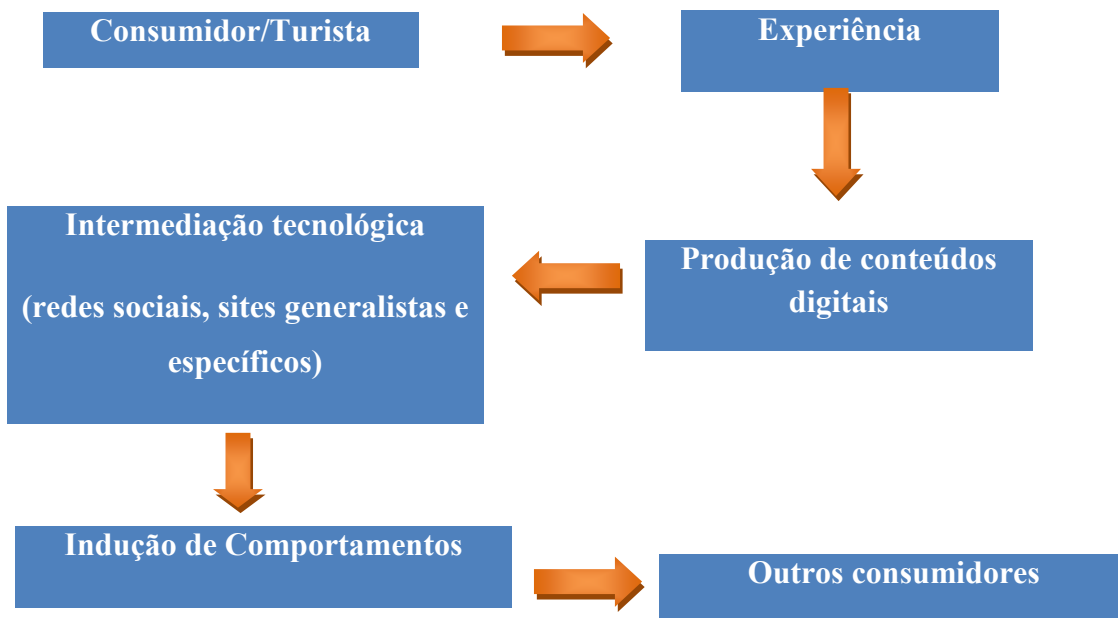 Consumidor/Turista
Experiência
Produção de conteúdos
digitais
Intermediação tecnológica
(redes sociais, sites generalistas e
específicos)
Indução de Comportamentos
Outros consumidores